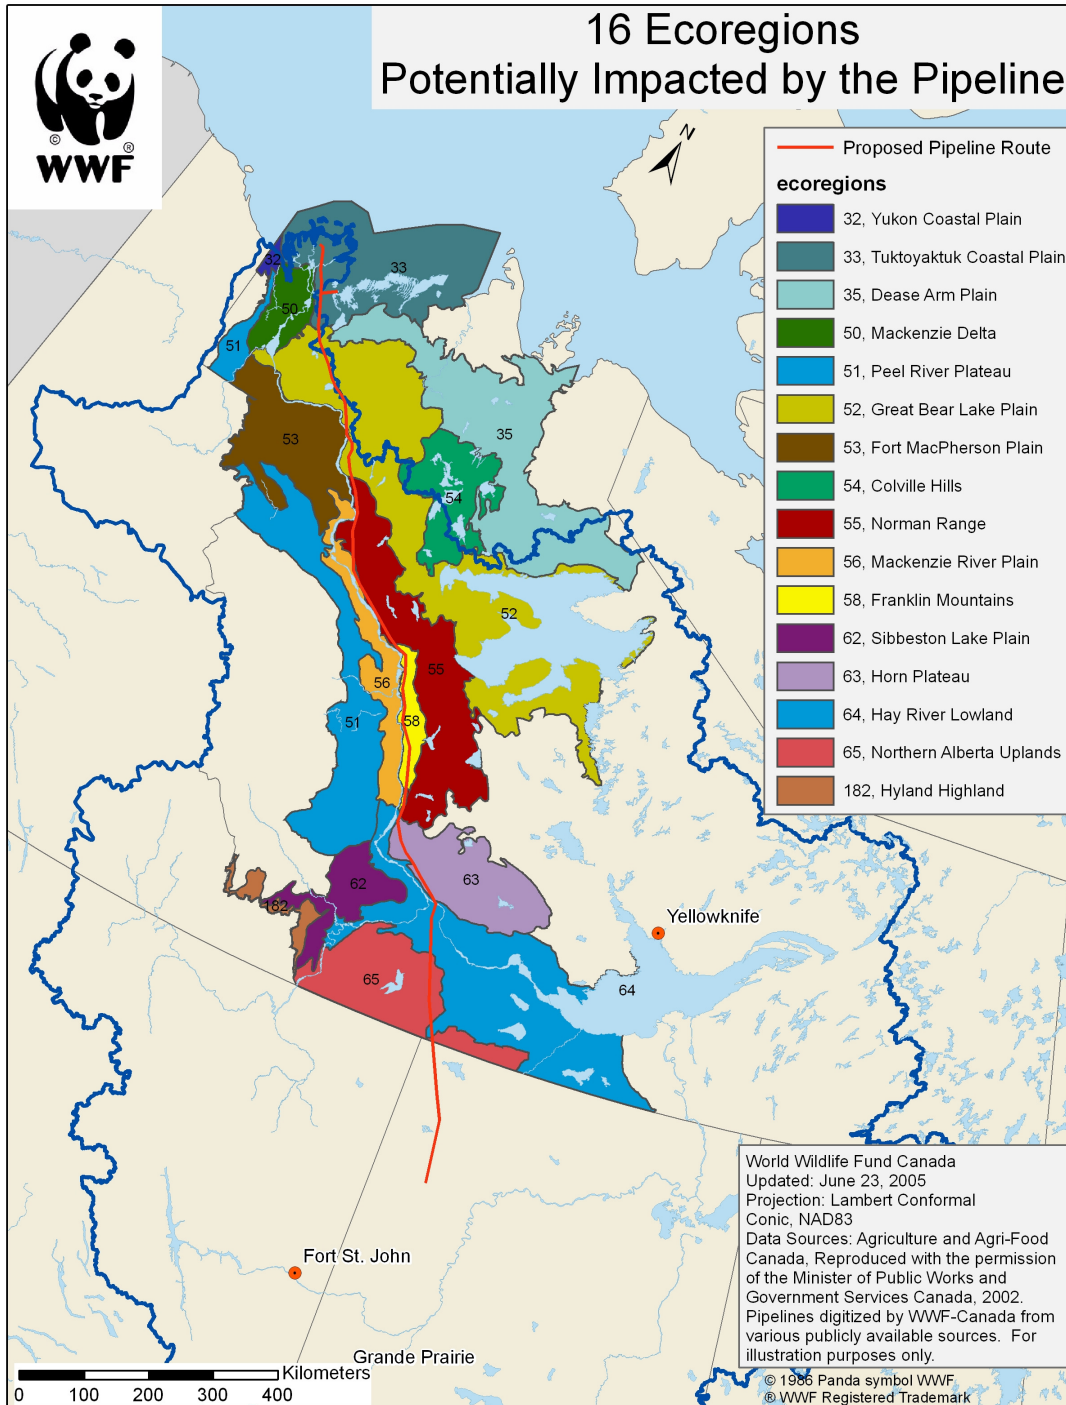 16 Ecoregions
Potentially Impacted by the Pipeline
©
®
WWF
N
Proposed Pipeline Route
ecoregions
32, Yukon Coastal Plain
33, Tuktoyaktuk Coastal Plain
35, Dease Arm Plain
50, Mackenzie Delta
51, Peel River Plateau
52, Great Bear Lake Plain
53, Fort MacPherson Plain
54, Colville Hills
55, Norman Range
56, Mackenzie River Plain
58, Franklin Mountains
62, Sibbeston Lake Plain
63, Horn Plateau
64, Hay River Lowland
65, Northern Alberta Uplands
182, Hyland Highland
32
33
50
51
53
35
54
52
55
56
51
58
62
63
182
Yellowknife
65
64
Fort St. John
Grande Prairie
Kilometers
0 100 200 300 400
World Wildlife Fund Canada
Updated: June 23, 2005
Projection: Lambert Conformal
Conic, NAD83
Data Sources: Agriculture and Agri-Food
Canada, Reproduced with the permission
of the Minister of Public Works and
Government Services Canada, 2002.
Pipelines digitized by WWF-Canada from
various publicly available sources. For
illustration purposes only.
© 1986 Panda symbol WWF
® WWF Registered Trademark